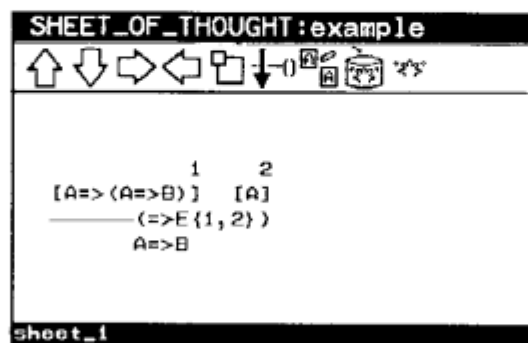 SHEET_OF_THOUGHT:example
1 2
[A=>(A=>B)] [A]
(=>E{1,2})
A=>B
sheet_1